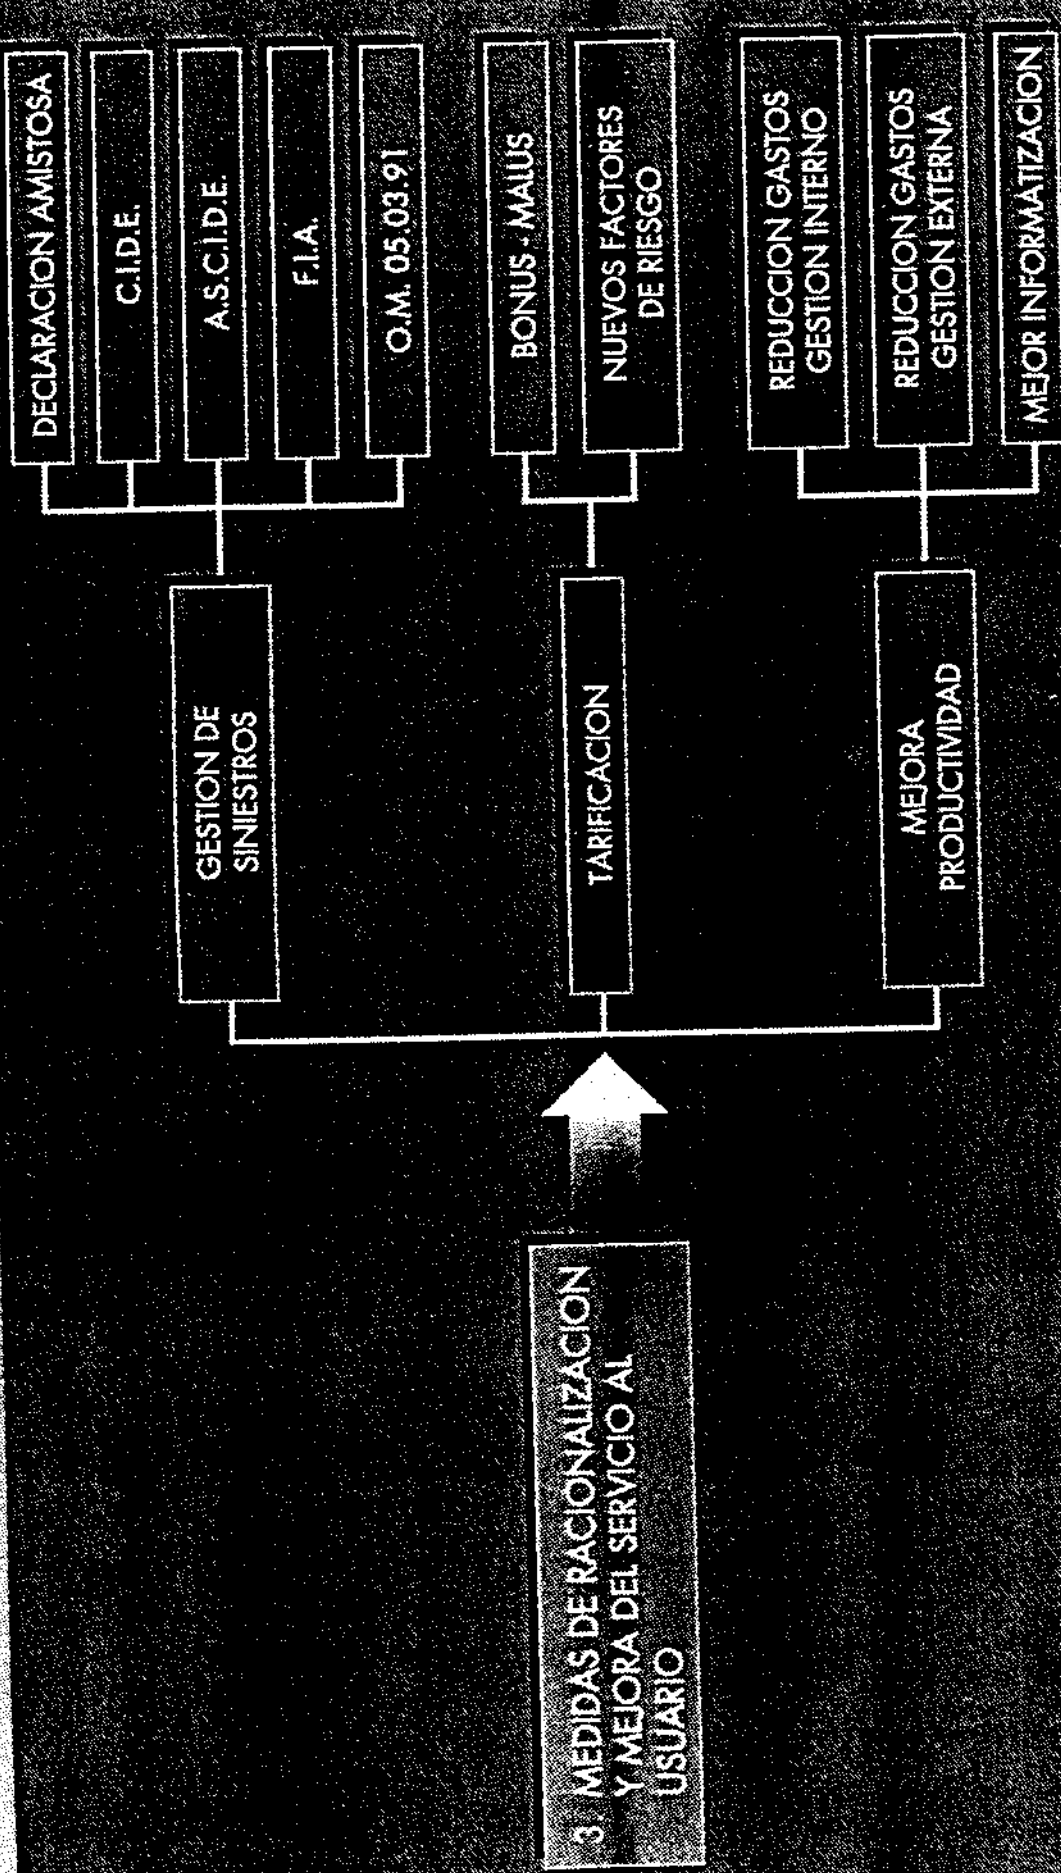 3. MEDIDAS DE RACIONALIZACION
Y MEJORA DEL SERVICIO AL
USUARIO
GESTION DE
SINIESTROS
DECLARACION AMISTOSA
C.I.D.E.
A.S.C.I.D.E.
F.I.A.
O.M. 05.03.91
TARIFICACION
BONUS - MALUS
NUEVOS FACTORES
DE RIESGO
MEJORA
PRODUCTIVIDAD
REDUCCION GASTOS
GESTION INTERNO
REDUCCION GASTOS
GESTION EXTERNA
MEJOR INFORMATIZACION